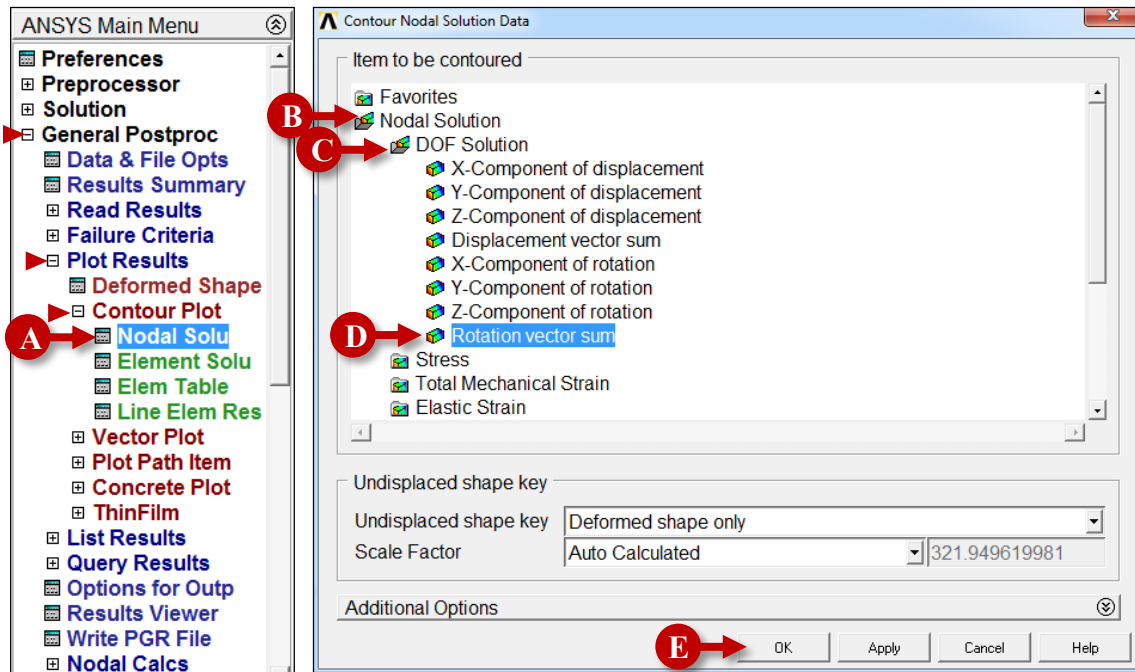 ANSYS Main Menu
Preferences
Preprocessor
Solution
General Postproc
Data & File Opts
Results Summary
Read Results
Failure Criteria
Plot Results
Deformed Shape
Contour Plot
A
Nodal Solu
Element Solu
Elem Table
Line Elem Res
Vector Plot
Plot Path Item
Concrete Plot
ThinFilm
List Results
Query Results
Options for Outp
Results Viewer
Write PGR File
Nodal Calcs
Contour Nodal Solution Data
Item to be contoured
Favorites
B
Nodal Solution
C
DOF Solution
X-Component of displacement
Y-Component of displacement
Z-Component of displacement
Displacement vector sum
X-Component of rotation
Y-Component of rotation
Z-Component of rotation
D
Rotation vector sum
Stress
Total Mechanical Strain
Elastic Strain
Undisplaced shape key
Undisplaced shape key Deformed shape only
Scale Factor Auto Calculated 321.949619981
Additional Options
E
OK Apply Cancel Help